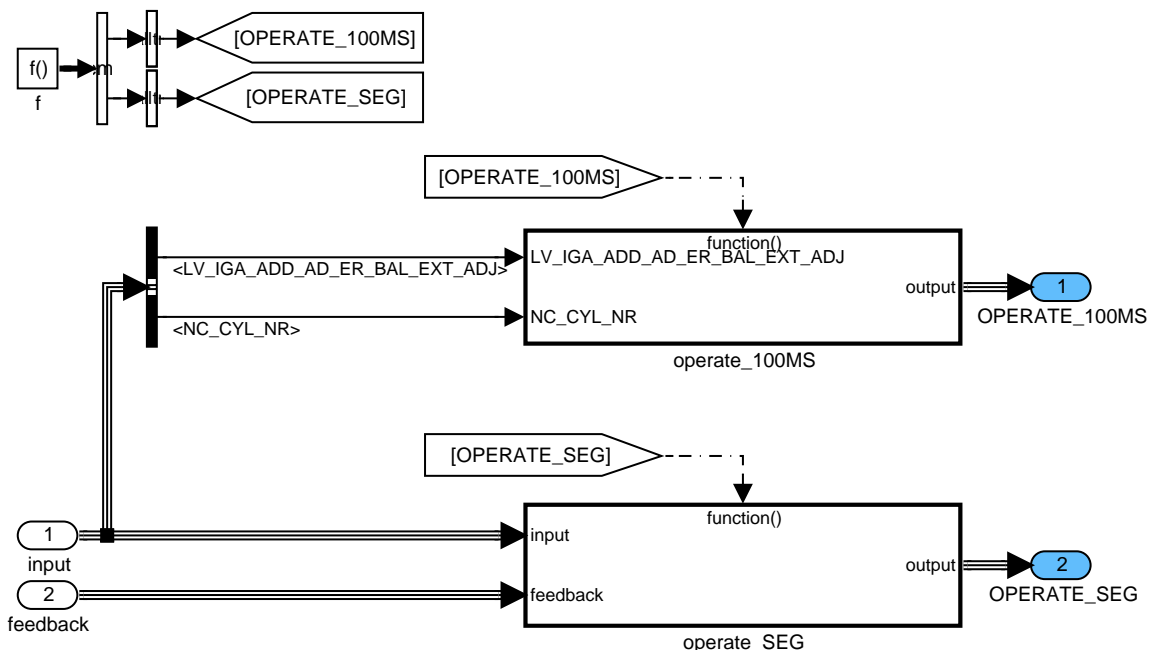 [OPERATE_100MS]
f()
f
[OPERATE_SEG]
[OPERATE_100MS]
function()
<LV_IGA_ADD_AD_ER_BAL_EXT_ADJ>
LV_IGA_ADD_AD_ER_BAL_EXT_ADJ
output
1
OPERATE_100MS
<NC_CYL_NR>
NC_CYL_NR
operate_100MS
[OPERATE_SEG]
function()
1
input
input
output
2
OPERATE_SEG
2
feedback
feedback
operate_SEG